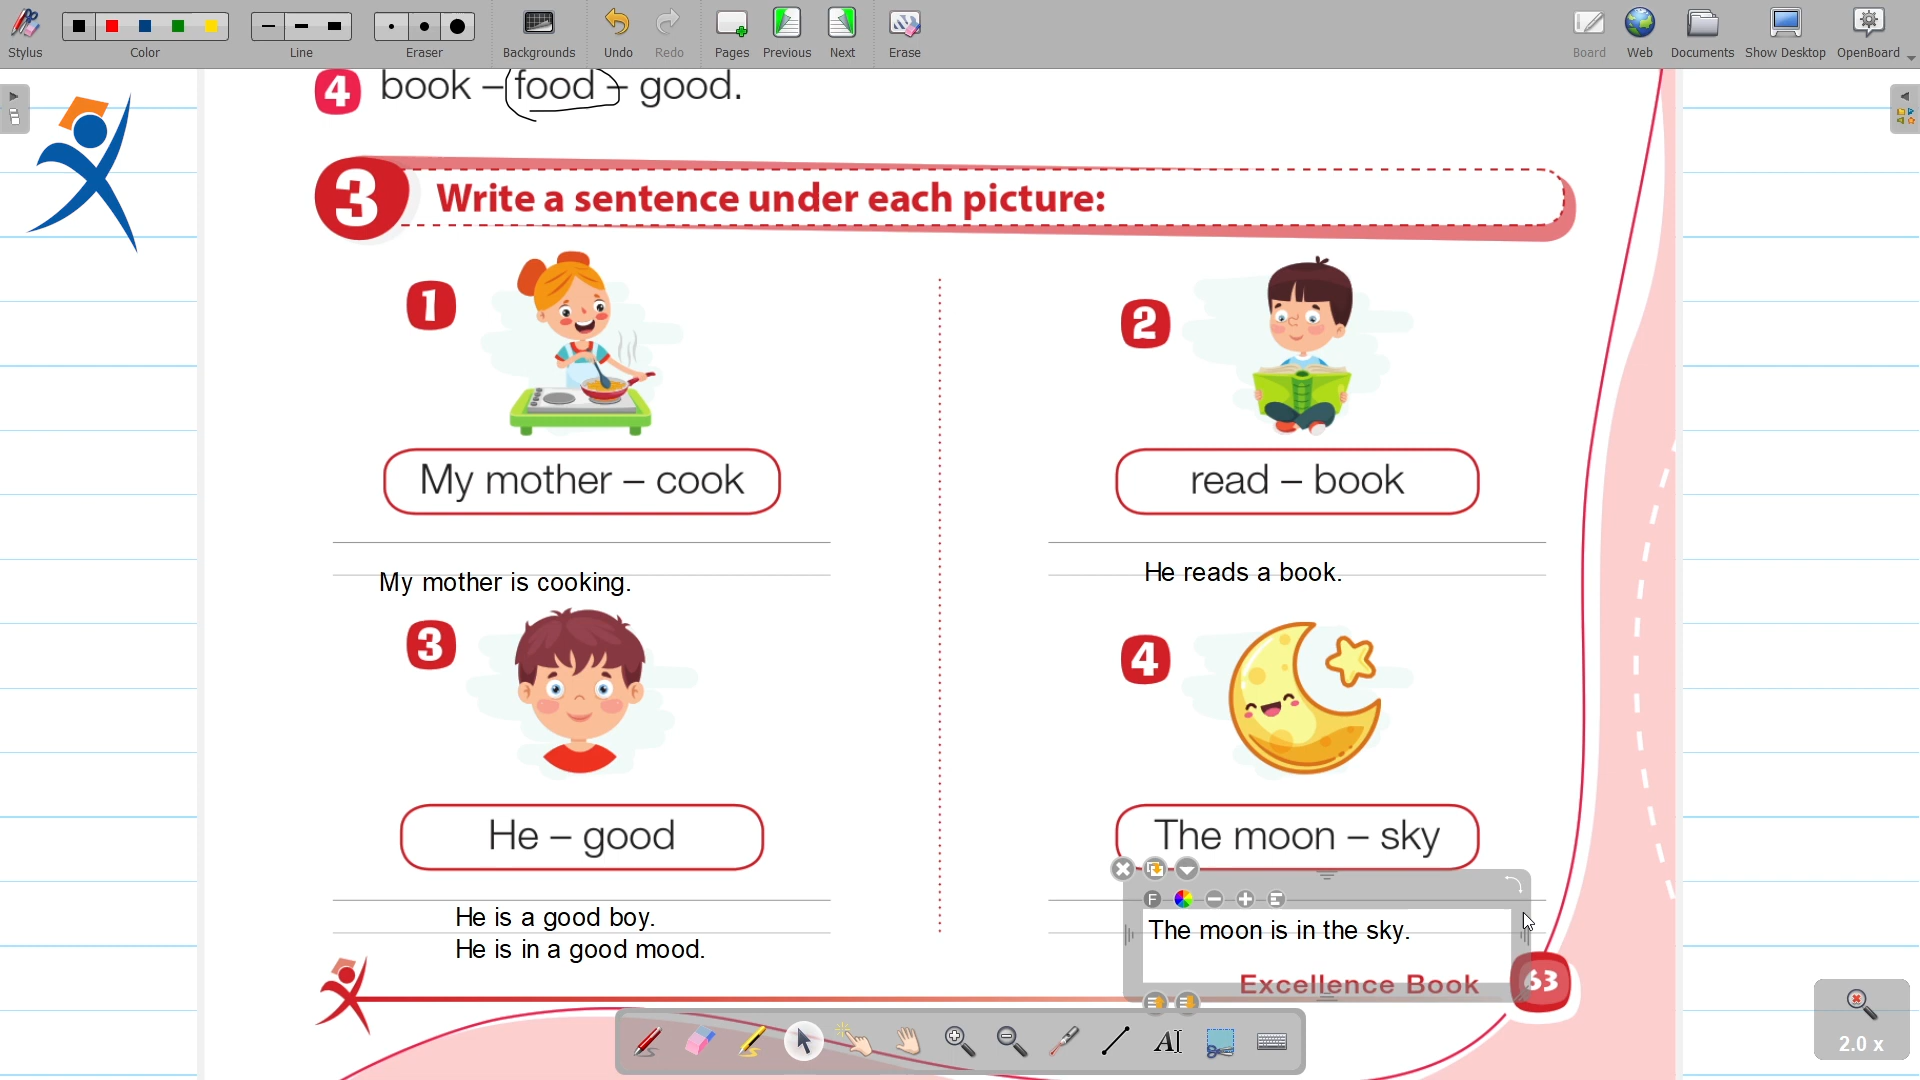 Stylus
Color
Line
Eraser
Backgrounds
Undo
Redo
Pages
Previous
Next
Erase
Board
Web
Documents
Show Desktop
OpenBoard
4 book – food – good.
3 Write a sentence under each picture:
1
2
My mother – cook
read – book
My mother is cooking.
He reads a book.
3
4
He – good
The moon – sky
F
He is a good boy.
He is in a good mood.
The moon is in the sky.
Excellence Book
63
AI
2.0 x